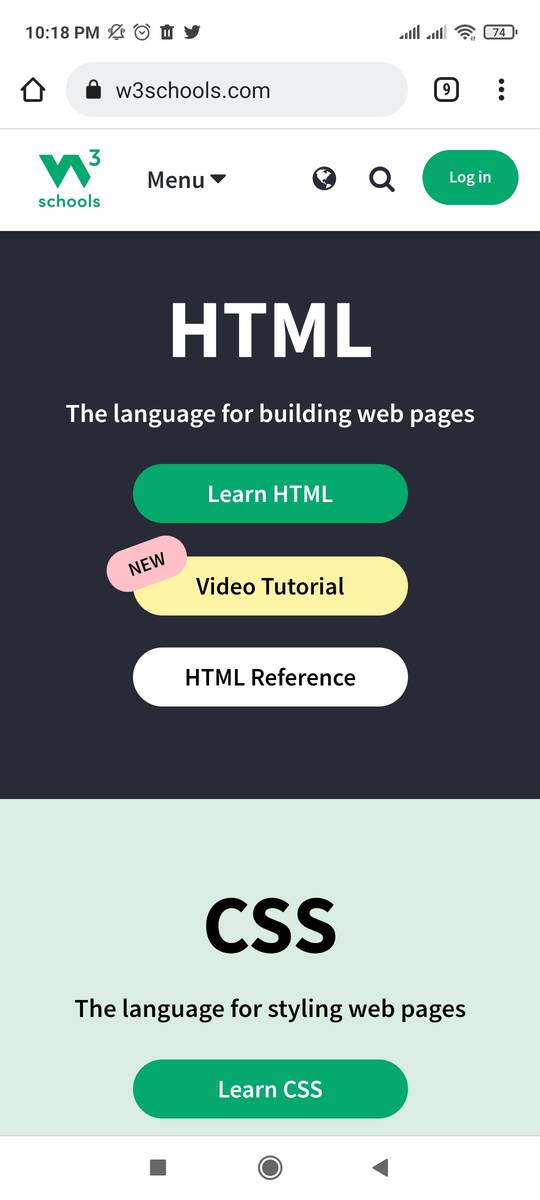 10:18 PM
74
w3schools.com
9
W3
schools
Menu
Log in
HTML
The language for building web pages
Learn HTML
NEW
Video Tutorial
HTML Reference
CSS
The language for styling web pages
Learn CSS